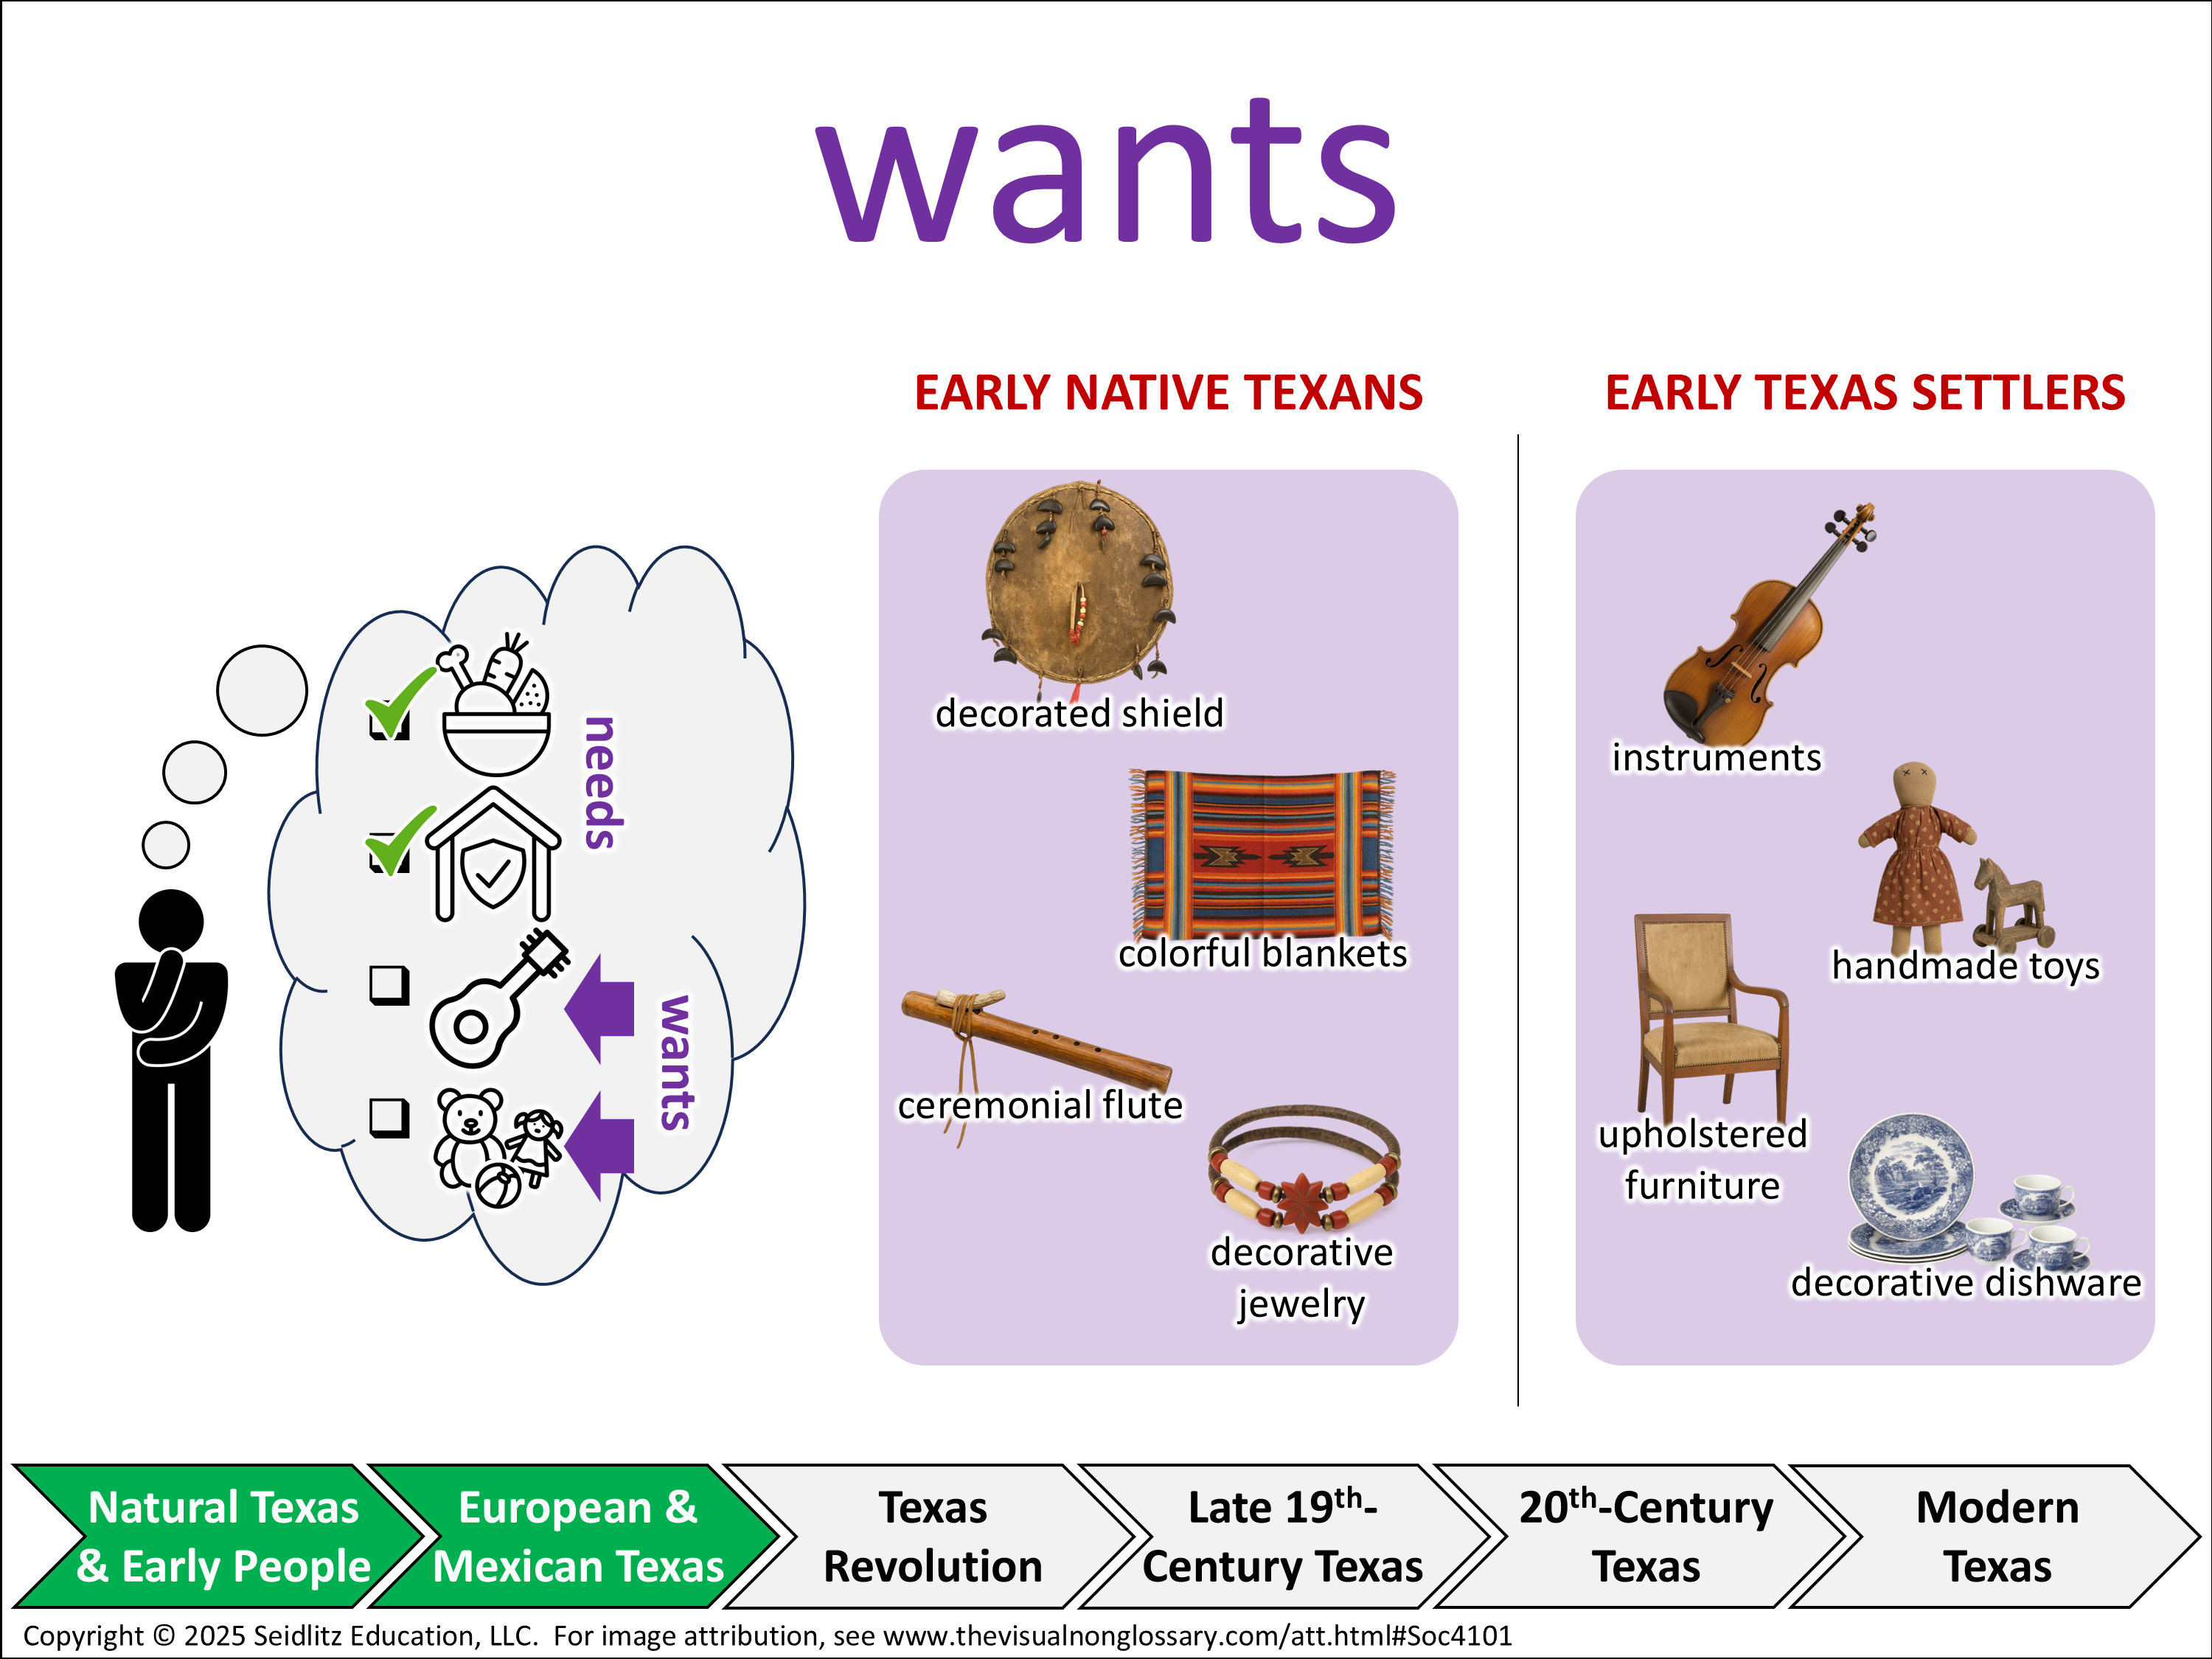 wants
EARLY NATIVE TEXANS
EARLY TEXAS SETTLERS
needs
wants
decorated shield
colorful blankets
ceremonial flute
decorative
jewelry
instruments
handmade toys
upholstered
furniture
decorative dishware
Natural Texas
& Early People
European &
Mexican Texas
Texas
Revolution
Late 19th-
Century Texas
20th-Century
Texas
Modern
Texas
Copyright © 2025 Seidlitz Education, LLC.  For image attribution, see www.thevisualnonglossary.com/att.html#Soc4101